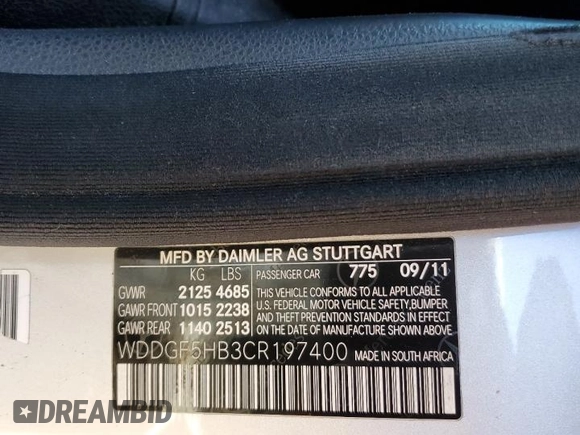 MFD BY DAIMLER AG STUTTGART
KG LBS PASSENGER CAR 775 09/11
GVWR 2125 4685 THIS VEHICLE CONFORMS TO ALL APPLICABLE
GAWR FRONT 1015 2238 U.S. FEDERAL MOTOR VEHICLE SAFETY, BUMPER
GAWR REAR 1140 2513 AND THEFT PREVENTION STANDARDS IN EFFECT
ON THE DATE OF MANUFACTURE SHOWN ABOVE.
WDDGF5HB3CR197400 MADE IN SOUTH AFRICA
DREAMBID